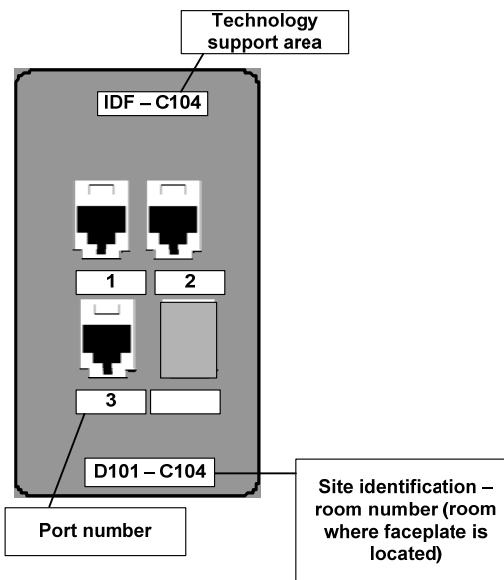 Technology
support area
IDF – C104
1 2
3
D101 – C104
Port number
Site identification –
room number (room
where faceplate is
located)